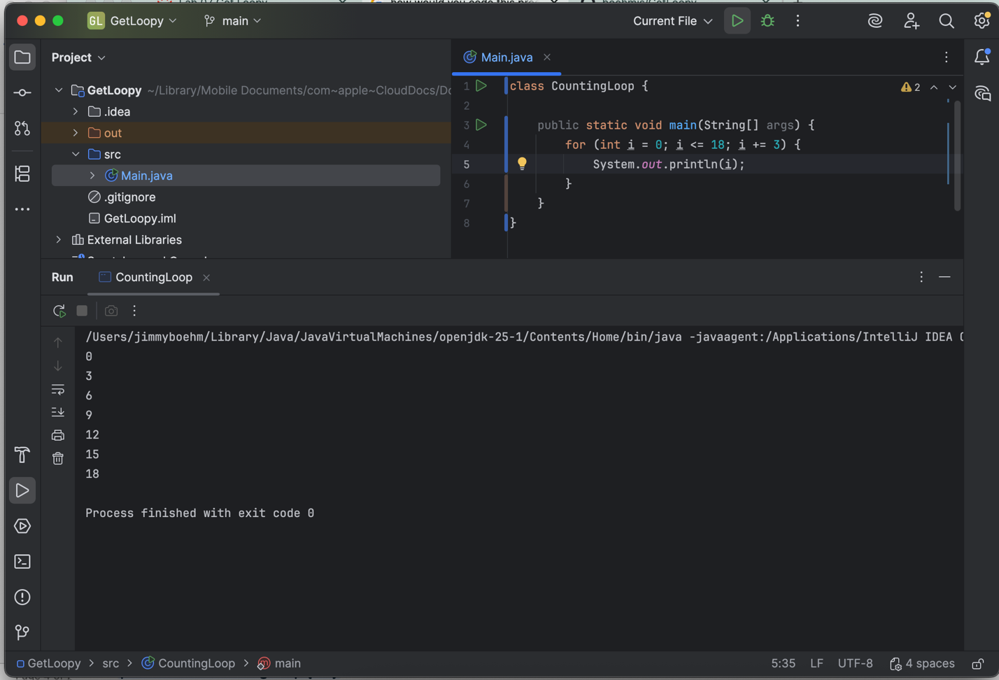 GL GetLoopy main Current File
Project
Main.java
GetLoopy ~/Library/Mobile Documents/com~apple~CloudDocs/Do
.idea
out
src
Main.java
.gitignore
GetLoopy.iml
External Libraries
1 class CountingLoop {
2
3 public static void main(String[] args) {
4 for (int i = 0; i <= 18; i += 3) {
5 System.out.println(i);
6 }
7 }
8 }
2
Run CountingLoop
/Users/jimmyboehm/Library/Java/JavaVirtualMachines/openjdk-25-1/Contents/Home/bin/java -javaagent:/Applications/IntelliJ IDEA
0
3
6
9
12
15
18
Process finished with exit code 0
GetLoopy > src > CountingLoop > main 5:35 LF UTF-8 4 spaces